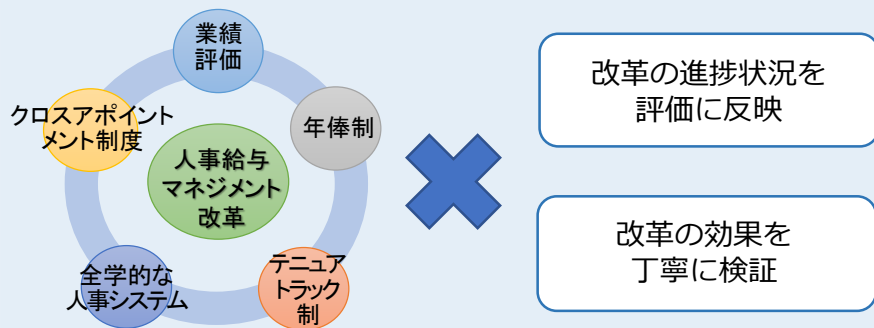 業績
評価
クロスアポイント
メント制度
年俸制
人事給与
マネジメント
改革
全学的な
人事システム
テニュア
トラック
制
改革の進捗状況を
評価に反映
改革の効果を
丁寧に検証